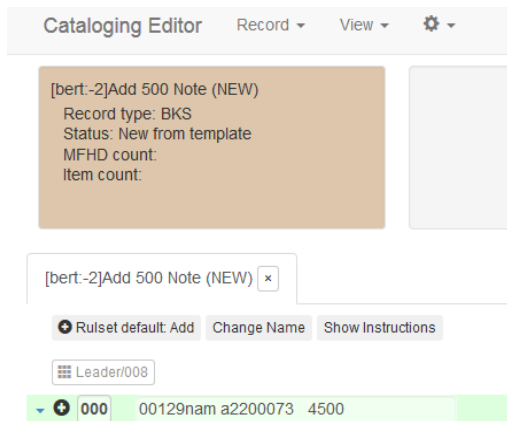 Cataloging Editor Record View
[bert:-2]Add 500 Note (NEW)
Record type: BKS
Status: New from template
MFHD count:
Item count:
[bert:-2]Add 500 Note (NEW) ×
Rulset default: Add Change Name Show Instructions
Leader/008
000 00129nam a2200073 4500